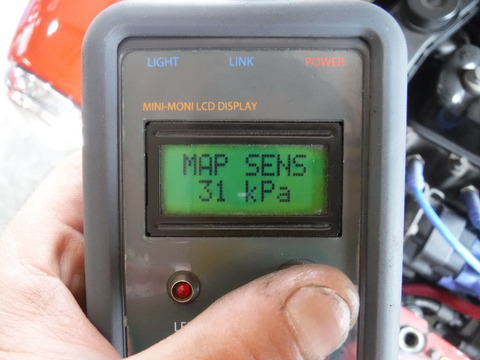 LIGHT LINK POWER
MINI-MONI LCD DISPLAY
MAP SENS
31 kPa